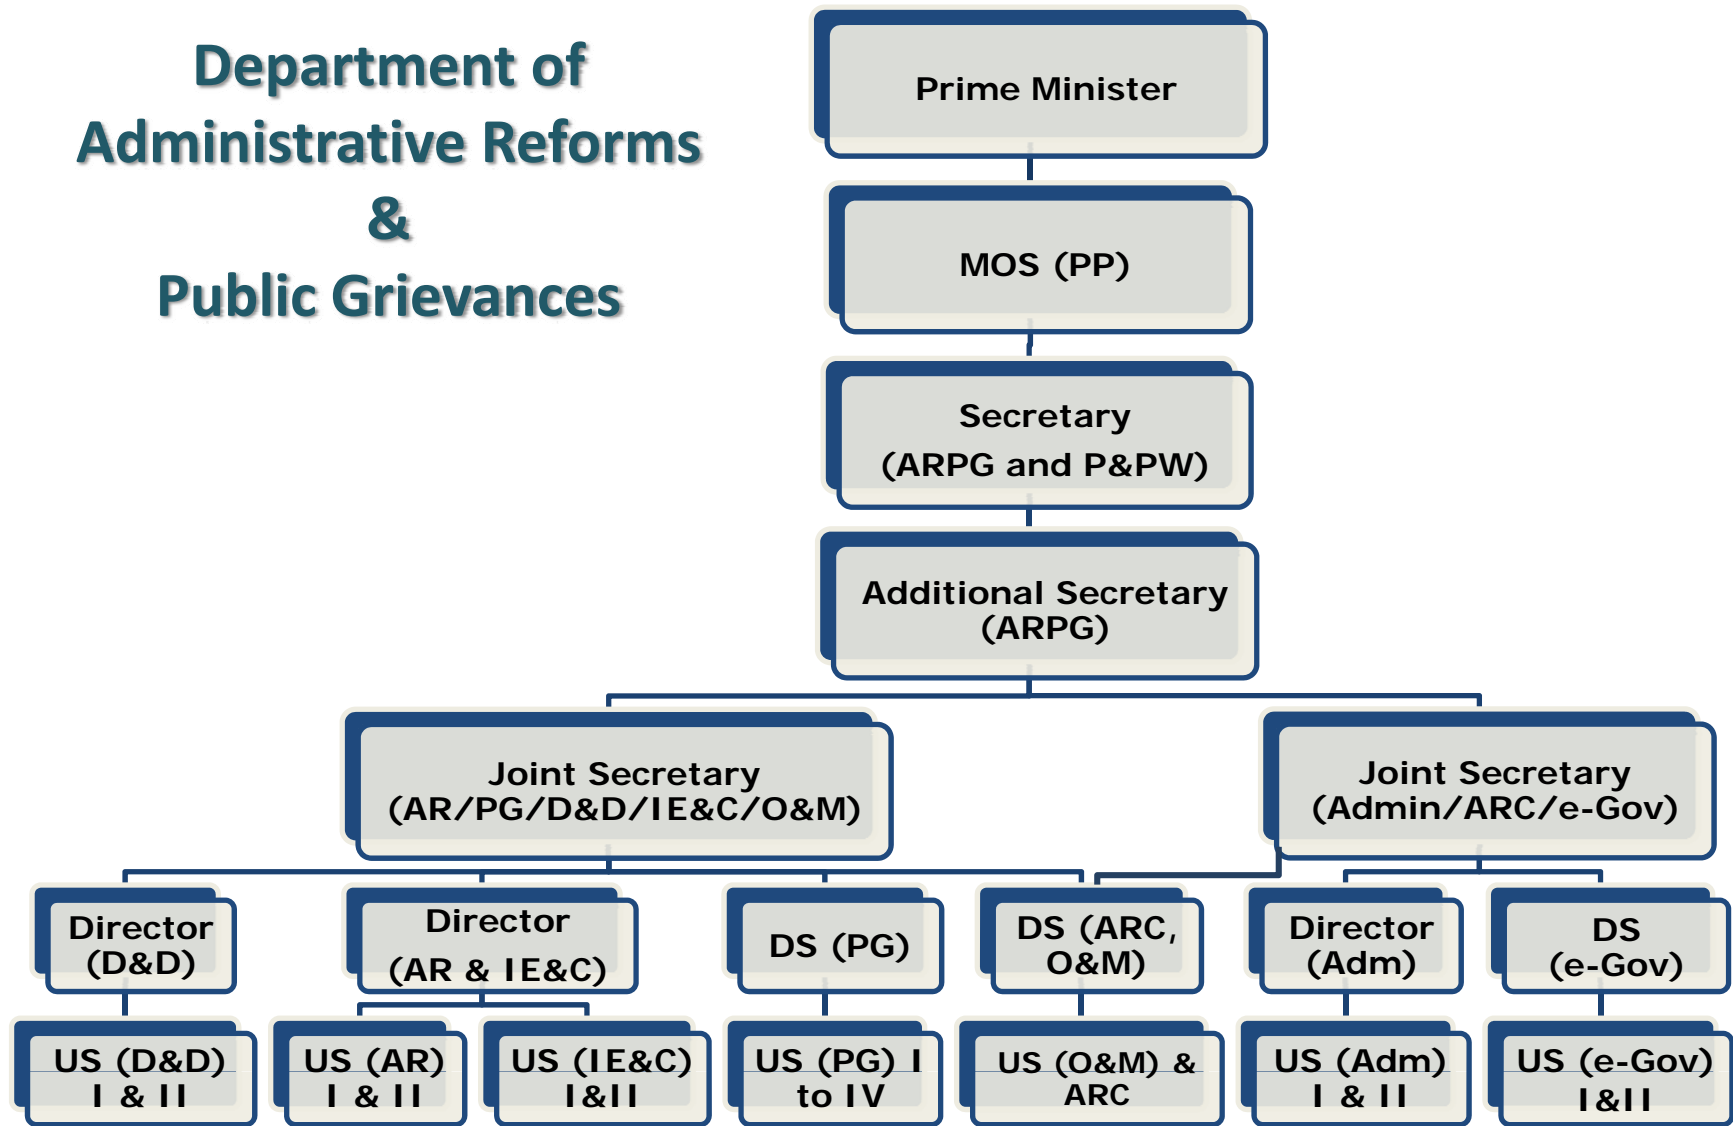 Department of
Administrative Reforms
&
Public Grievances
Prime Minister
MOS (PP)
Secretary
(ARPG and P&PW)
Additional Secretary
(ARPG)
Joint Secretary
(AR/PG/D&D/IE&C/O&M)
Joint Secretary
(Admin/ARC/e-Gov)
Director
(D&D)
Director
(AR & IE&C)
DS (PG)
DS (ARC,
O&M)
Director
(Adm)
DS
(e-Gov)
US (D&D)
I & II
US (AR)
I & II
US (IE&C)
I&II
US (PG) I
to IV
US (O&M) &
ARC
US (Adm)
I & II
US (e-Gov)
I&II